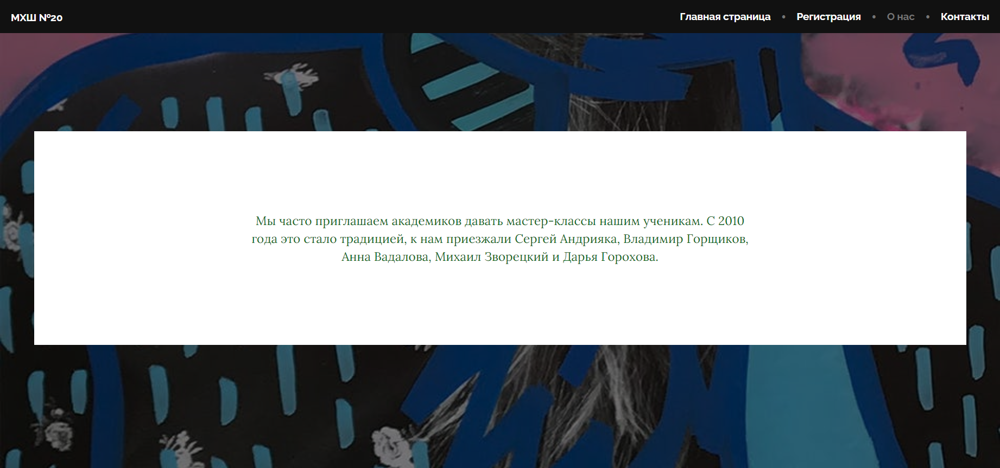 МХШ №20
Главная страница • Регистрация • О нас • Контакты
Мы часто приглашаем академиков давать мастер-классы нашим ученикам. С 2010
года это стало традицией, к нам приезжали Сергей Андрияка, Владимир Горщиков,
Анна Вадалова, Михаил Зворецкий и Дарья Горохова.